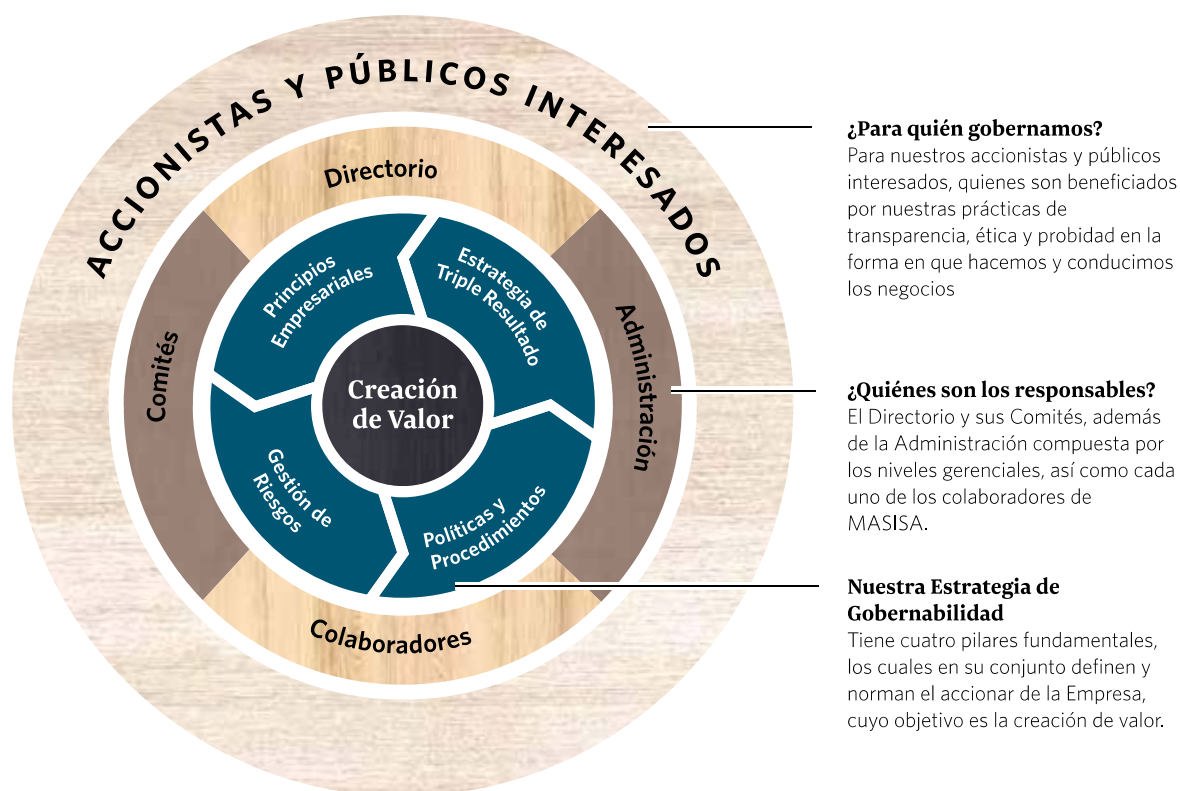 ACCIONISTAS Y PÚBLICOS INTERESADOS
Directorio
Comités
Administración
Colaboradores
Principios
Empresariales
Estrategia de
Triple Resultado
Gestión de
Riesgos
Políticas y
Procedimientos
Creación
de Valor
¿Para quién gobernamos?
Para nuestros accionistas y públicos
interesados, quienes son beneficiados
por nuestras prácticas de
transparencia, ética y probidad en la
forma en que hacemos y conducimos
los negocios
¿Quiénes son los responsables?
El Directorio y sus Comités, además
de la Administración compuesta por
los niveles gerenciales, así como cada
uno de los colaboradores de
MASISA.
Nuestra Estrategia de
Gobernabilidad
Tiene cuatro pilares fundamentales,
los cuales en su conjunto definen y
norman el accionar de la Empresa,
cuyo objetivo es la creación de valor.